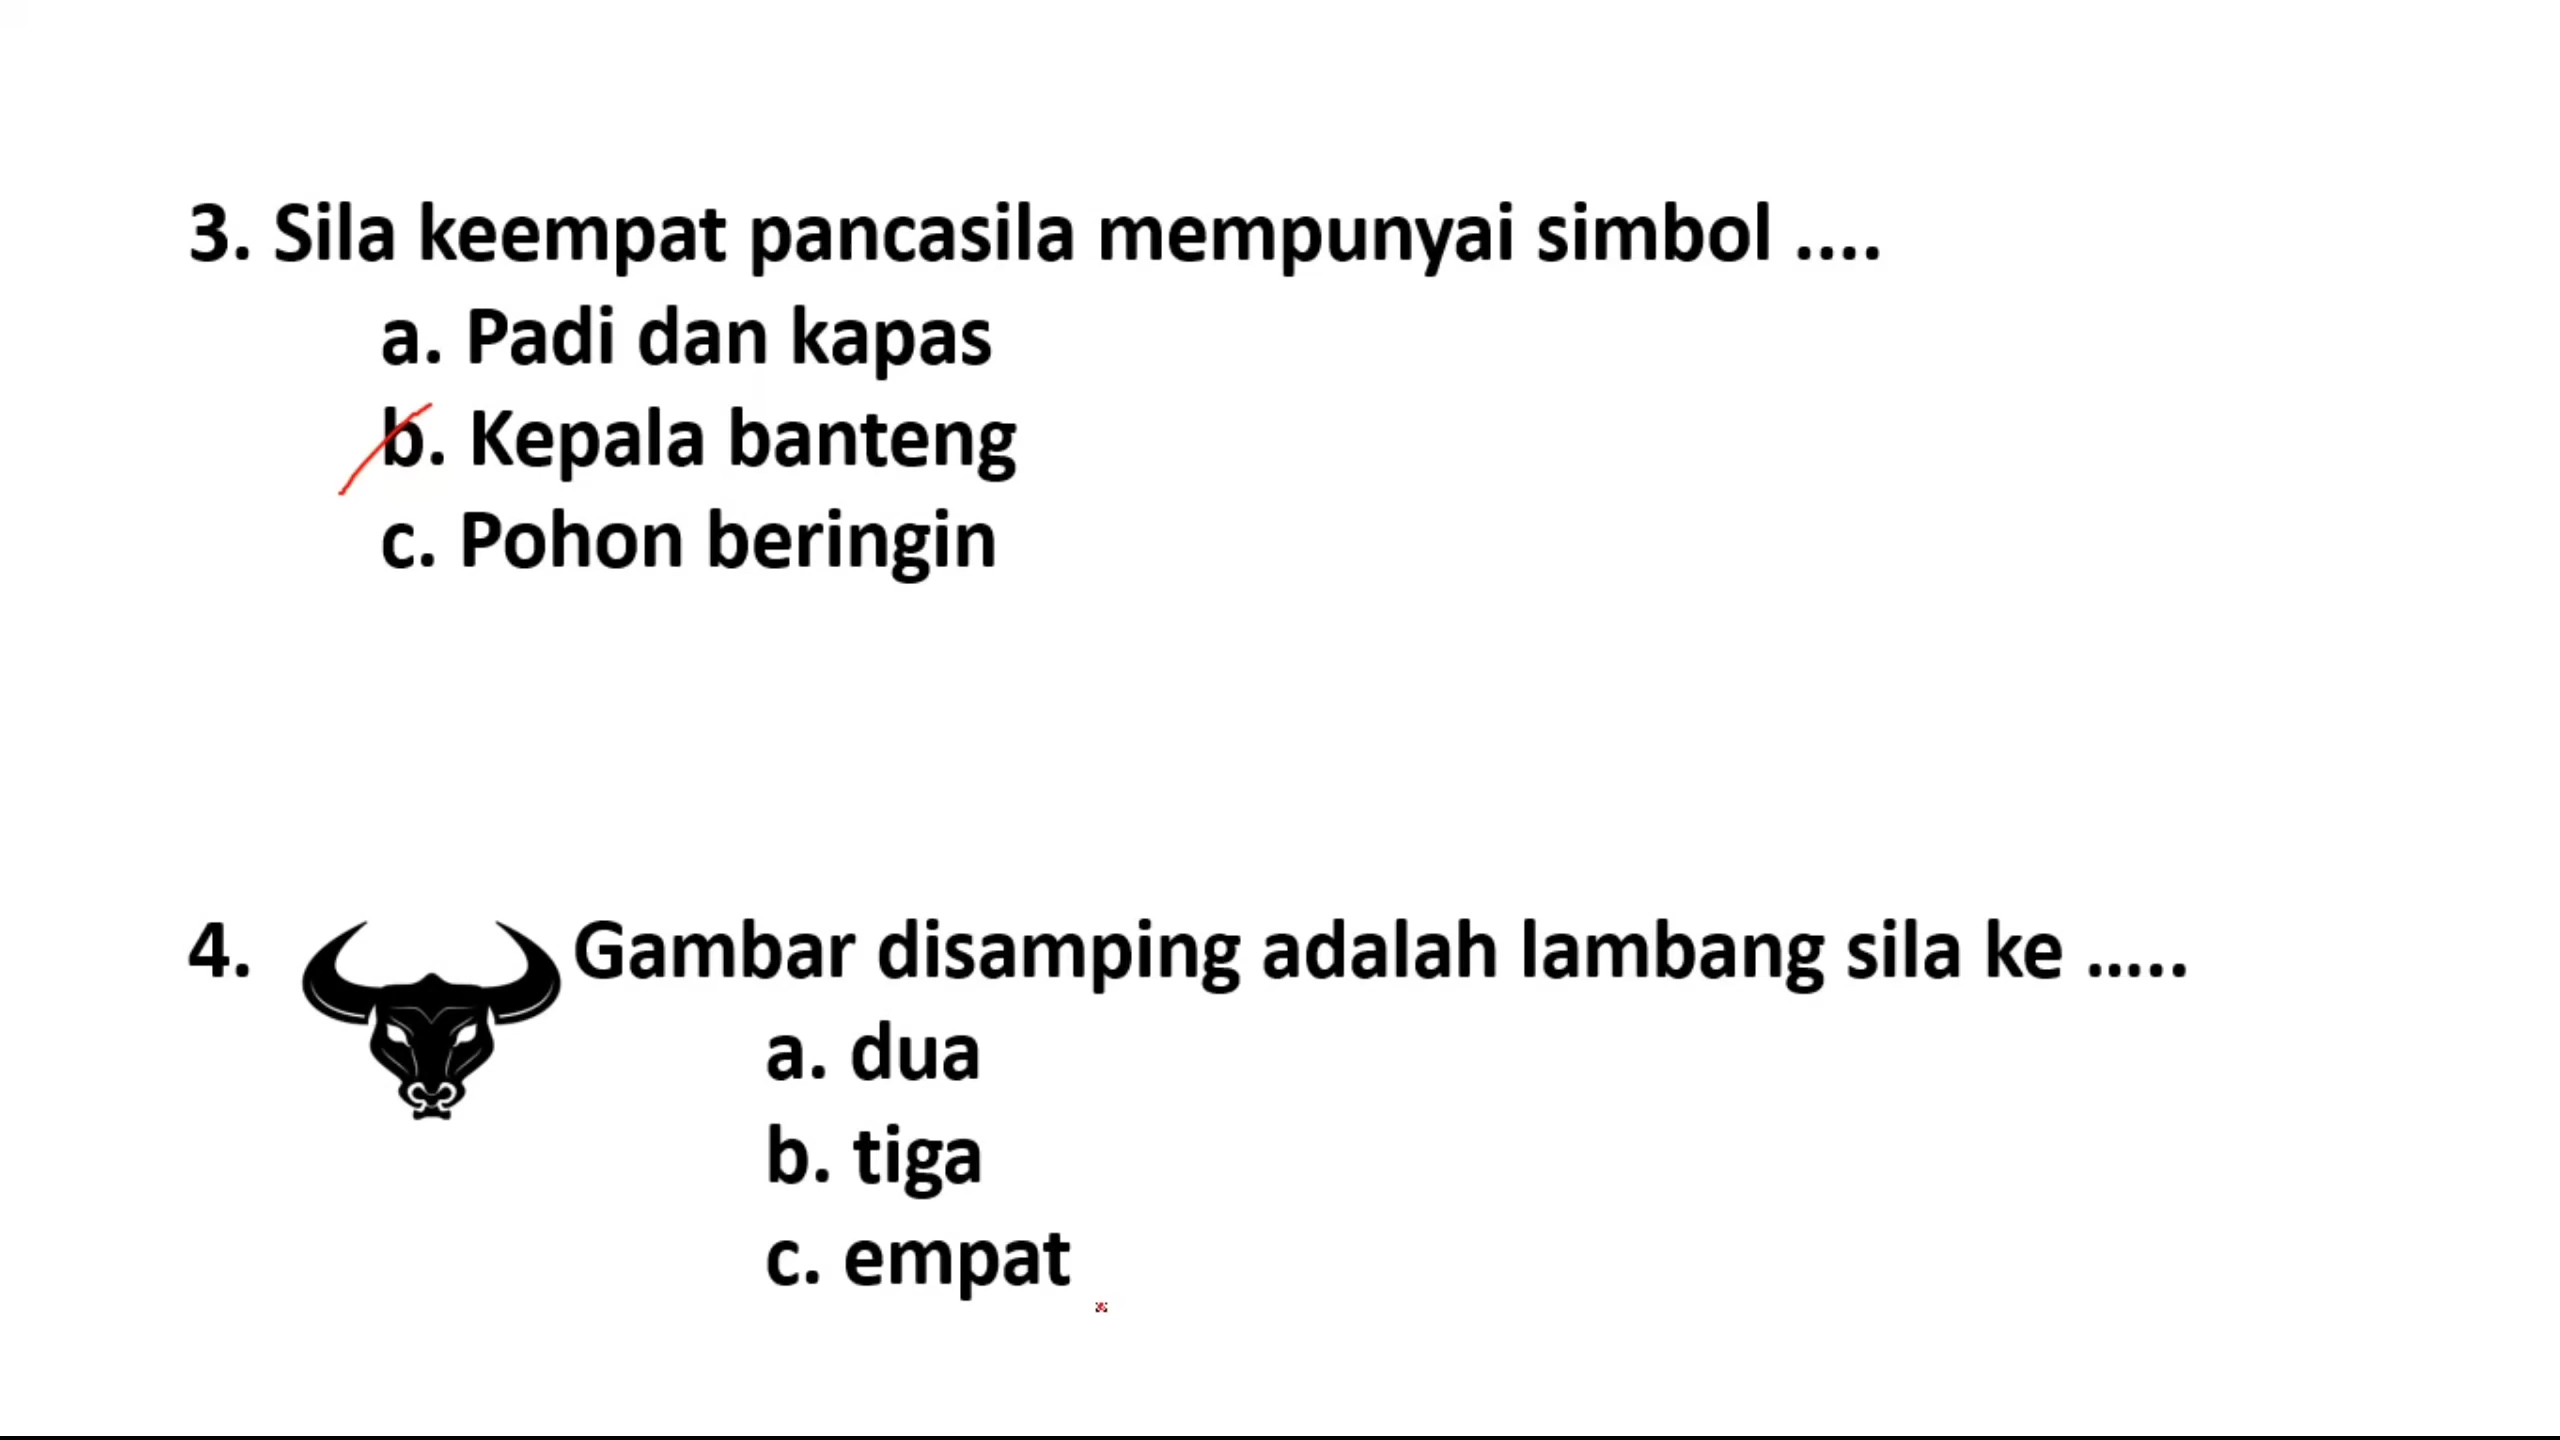 3. Sila keempat pancasila mempunyai simbol ....
a. Padi dan kapas
b. Kepala banteng
c. Pohon beringin
4. Gambar disamping adalah lambang sila ke .....
a. dua
b. tiga
c. empat